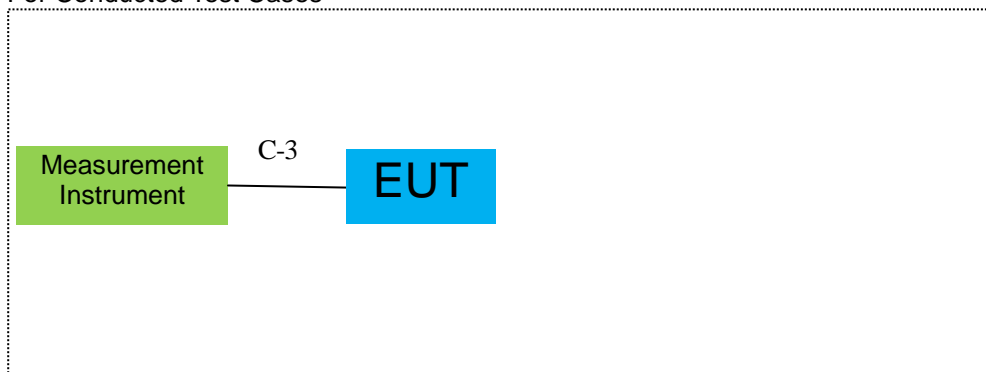 For Conducted Test Cases
C-3
Measurement
Instrument
EUT